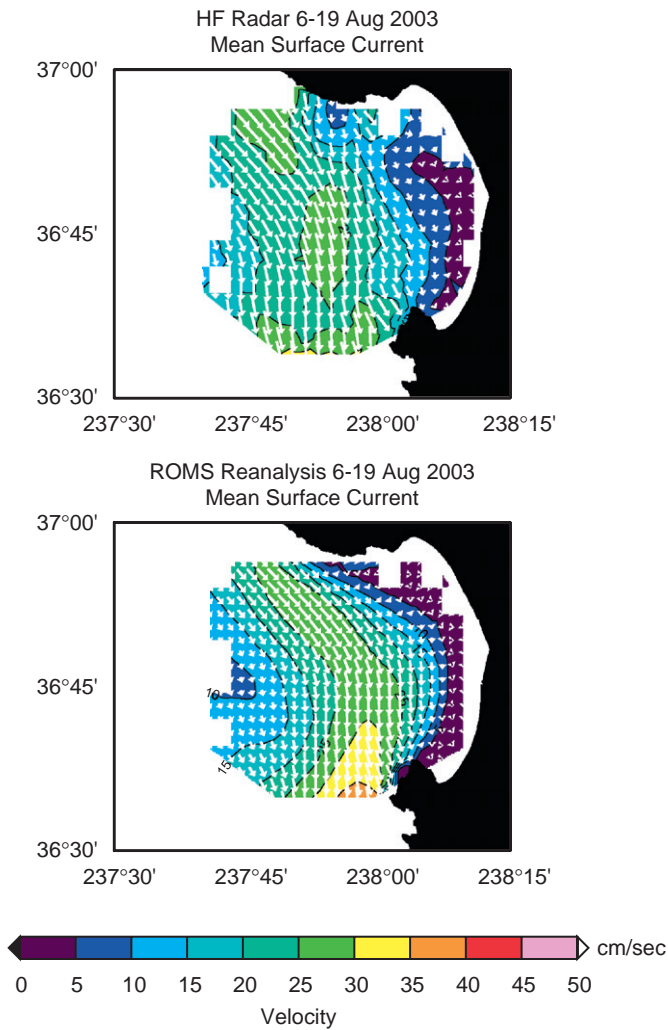 HF Radar 6-19 Aug 2003
Mean Surface Current
37°00'
36°45'
36°30'
237°30' 237°45' 238°00' 238°15'
ROMS Reanalysis 6-19 Aug 2003
Mean Surface Current
37°00'
10
15
36°45'
36°30'
237°30' 237°45' 238°00' 238°15'
cm/sec
0 5 10 15 20 25 30 35 40 45 50
Velocity